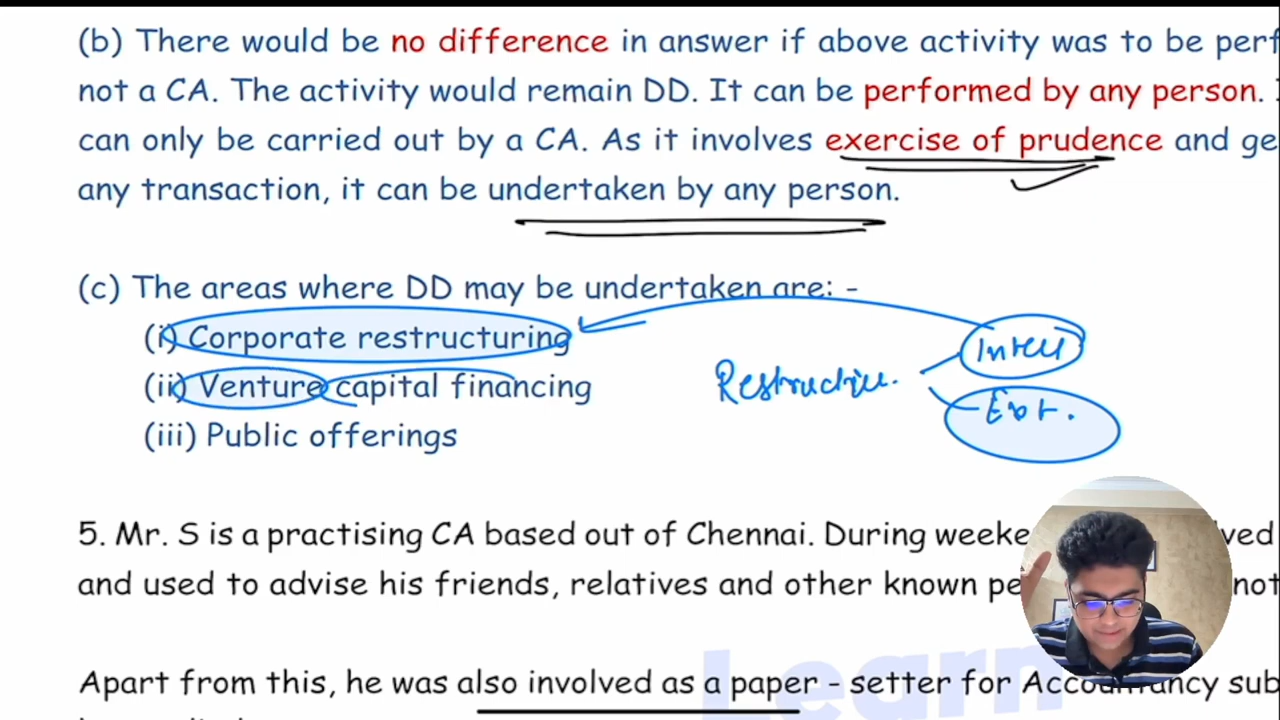 (b) There would be no difference in answer if above activity was to be perf
not a CA. The activity would remain DD. It can be performed by any person. I
can only be carried out by a CA. As it involves exercise of prudence and ge
any transaction, it can be undertaken by any person.
(c) The areas where DD may be undertaken are: -
(i) Corporate restructuring
(ii) Venture capital financing
(iii) Public offerings
Ext.
5. Mr. S is a practising CA based out of Chennai. During weeke ved
and used to advise his friends, relatives and other known pe not
Learn
Apart from this, he was also involved as a paper - setter for Accountancy sub